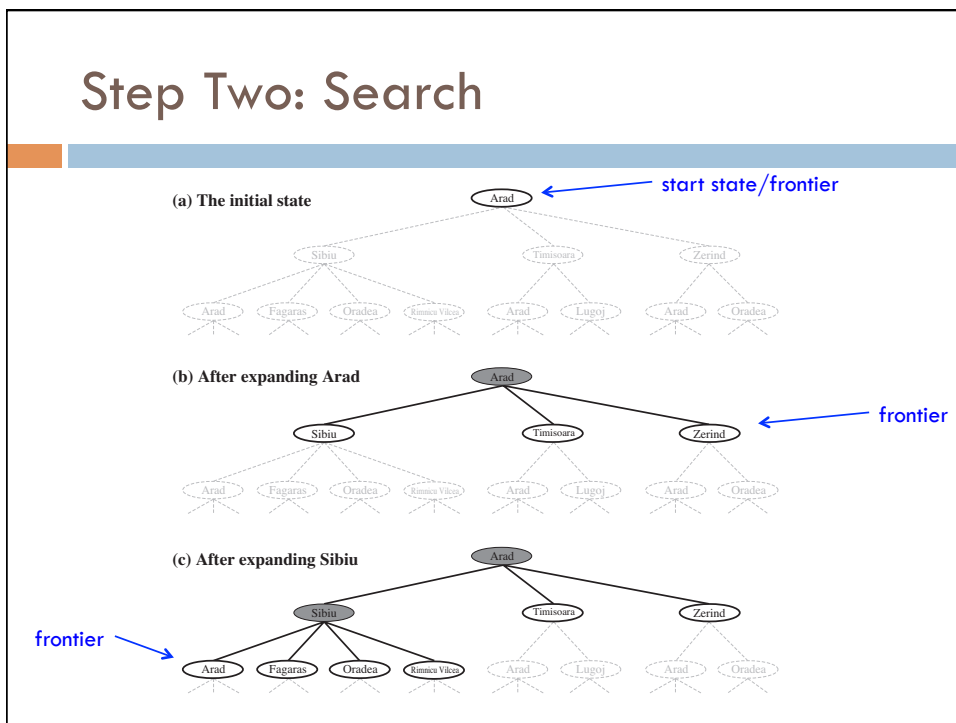 Step Two: Search
(a) The initial state
Arad
start state/frontier
Sibiu Timisoara Zerind
Arad Fagaras Oradea Rimnicu Vilcea Arad Lugoj Arad Oradea
(b) After expanding Arad
Arad
frontier
Sibiu Timisoara Zerind
Arad Fagaras Oradea Rimnicu Vilcea Arad Lugoj Arad Oradea
(c) After expanding Sibiu
Arad
Sibiu Timisoara Zerind
frontier
Arad Fagaras Oradea Rimnicu Vilcea Arad Lugoj Arad Oradea